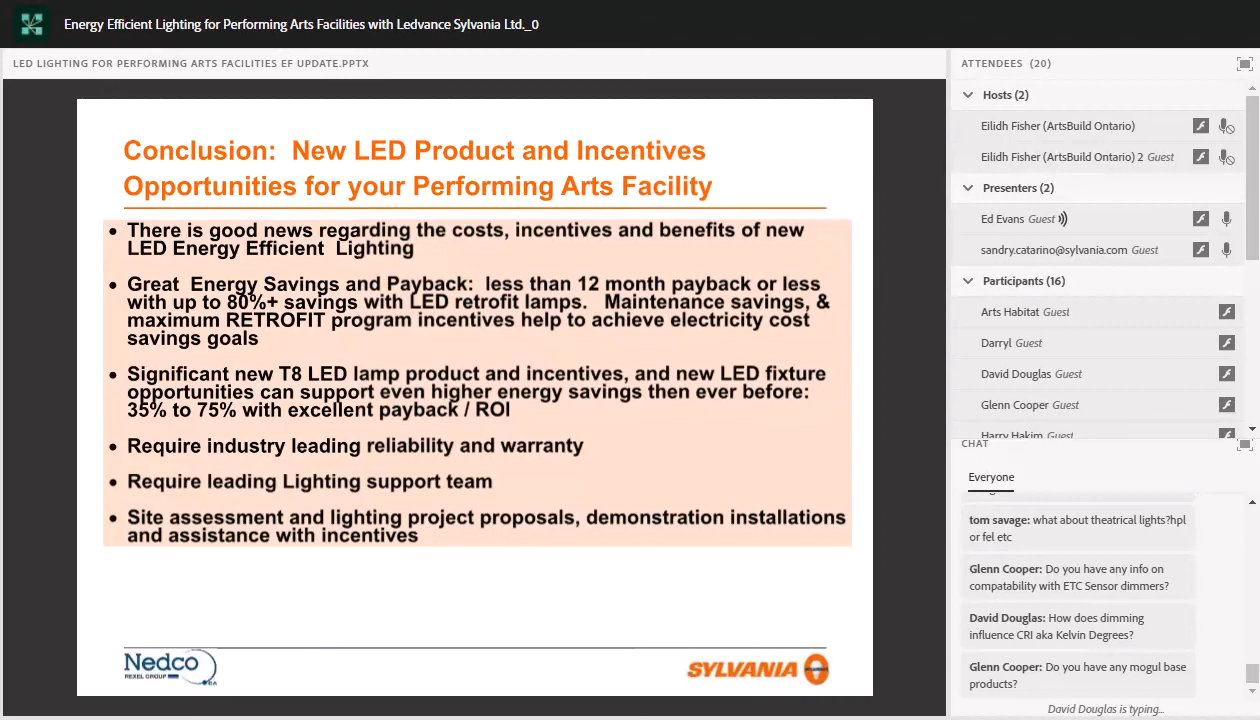 Energy Efficient Lighting for Performing Arts Facilities with Ledvance Sylvania Ltd._0
LED LIGHTING FOR PERFORMING ARTS FACILITIES EF UPDATE.PPTX
Conclusion: New LED Product and Incentives
Opportunities for your Performing Arts Facility
• There is good news regarding the costs, incentives and benefits of new
LED Energy Efficient Lighting
• Great Energy Savings and Payback: less than 12 month payback or less
with up to 80%+ savings with LED retrofit lamps. Maintenance savings, &
maximum RETROFIT program incentives help to achieve electricity cost
savings goals
• Significant new T8 LED lamp product and incentives, and new LED fixture
opportunities can support even higher energy savings then ever before:
35% to 75% with excellent payback / ROI
• Require industry leading reliability and warranty
• Require leading Lighting support team
• Site assessment and lighting project proposals, demonstration installations
and assistance with incentives
Nedco
REXEL GROUP
SYLVANIA
ATTENDEES (20)
Hosts (2)
Eilidh Fisher (ArtsBuild Ontario)
Eilidh Fisher (ArtsBuild Ontario) 2 Guest
Presenters (2)
Ed Evans Guest
sandry.catarino@sylvania.com Guest
Participants (16)
Arts Habitat Guest
Darryl Guest
David Douglas Guest
Glenn Cooper Guest
Harry Hakim Guest
CHAT
Everyone
tom savage: what about theatrical lights?hpl
or fel etc
Glenn Cooper: Do you have any info on
compatability with ETC Sensor dimmers?
David Douglas: How does dimming
influence CRI aka Kelvin Degrees?
Glenn Cooper: Do you have any mogul base
products?
David Douglas is typing...